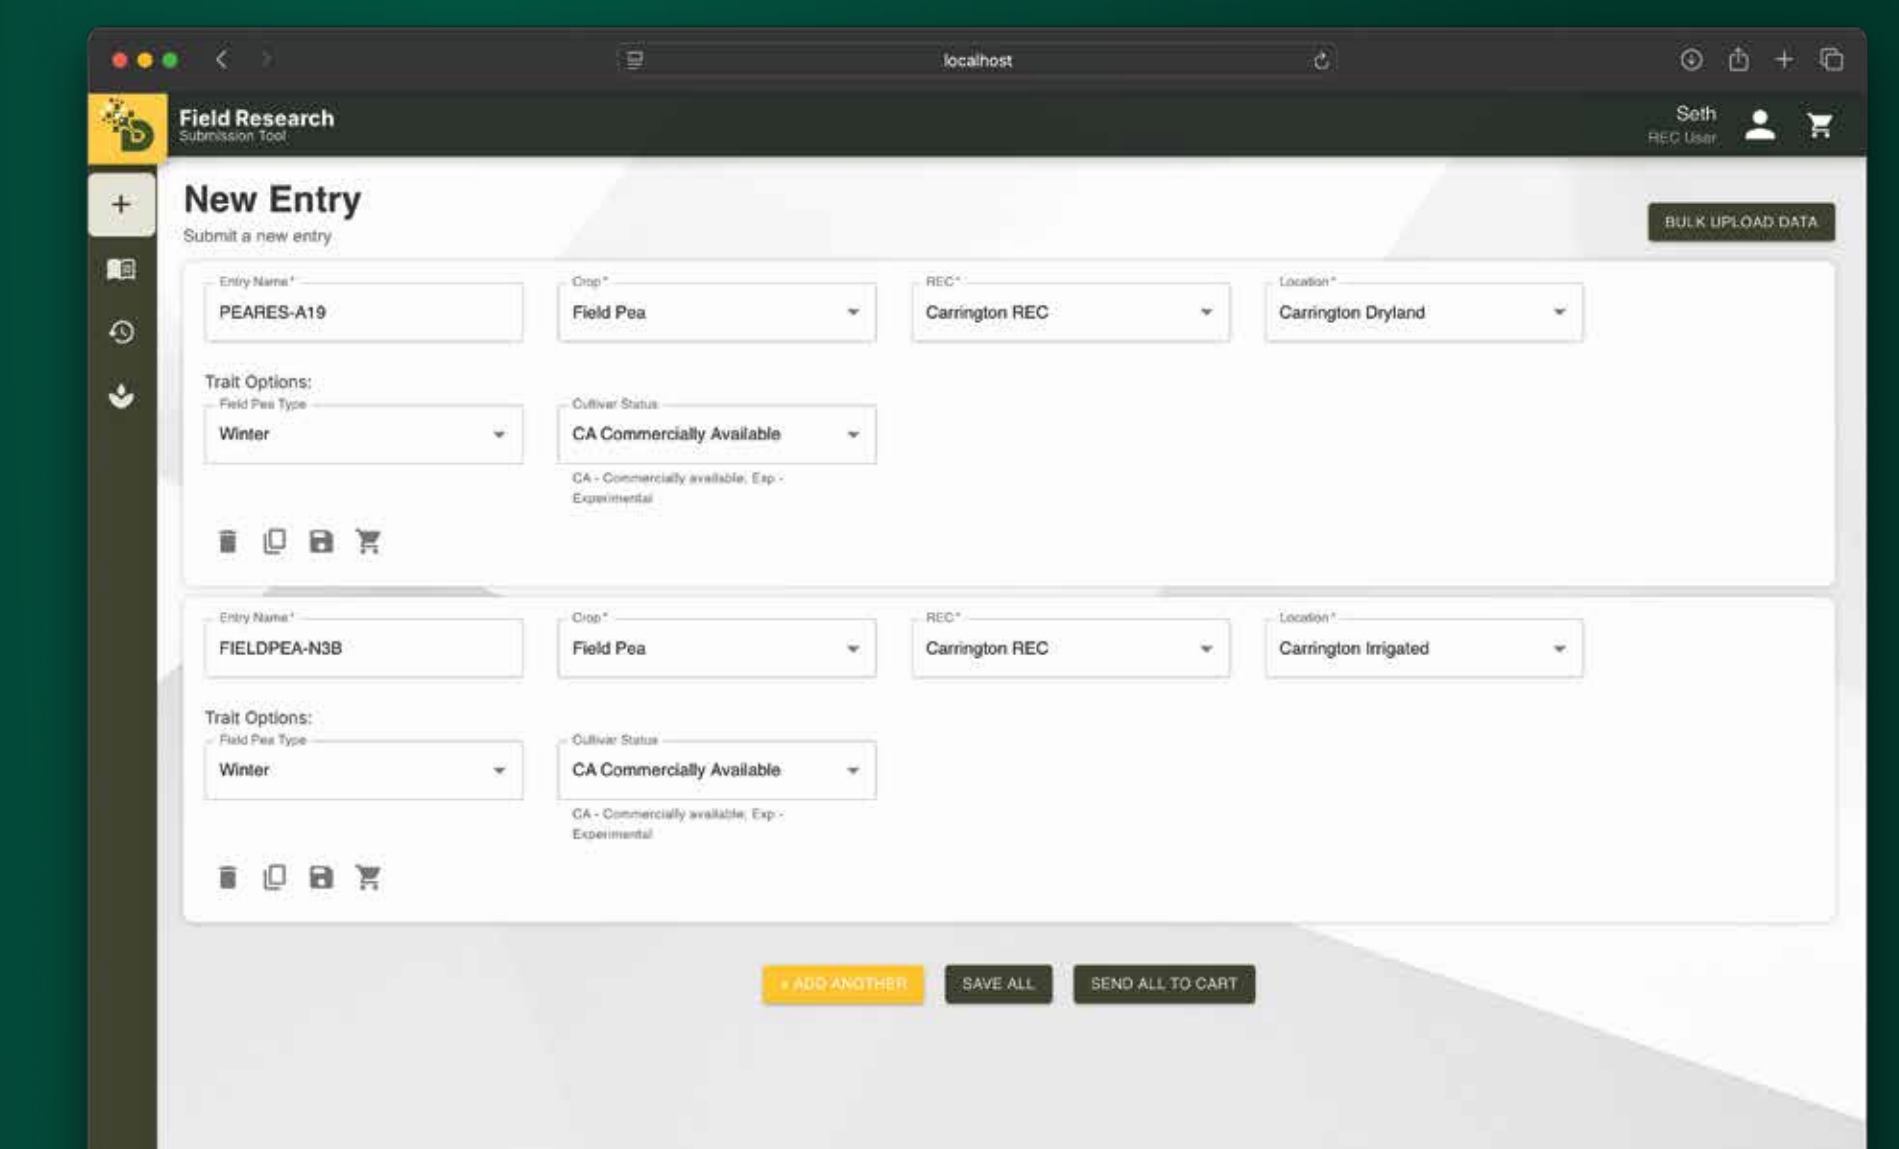 localhost
Field Research
Submission Tool
Seth
REC User
New Entry
Submit a new entry
BULK UPLOAD DATA
Entry Name*
Crop*
REC*
Location*
PEARES-A19
Field Pea
Carrington REC
Carrington Dryland
Trait Options:
Field Pea Type
Cultivar Status
Winter
CA Commercially Available
CA - Commercially available; Exp -
Experimental
Entry Name*
Crop*
REC*
Location*
FIELDPEA-N3B
Field Pea
Carrington REC
Carrington Irrigated
Trait Options:
Field Pea Type
Cultivar Status
Winter
CA Commercially Available
CA - Commercially available; Exp -
Experimental
+ ADD ANOTHER
SAVE ALL
SEND ALL TO CART